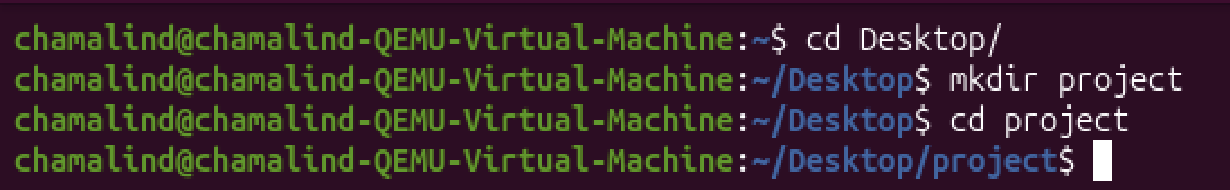 chamalind@chamalind-QEMU-Virtual-Machine:~$ cd Desktop/
chamalind@chamalind-QEMU-Virtual-Machine:~/Desktop$ mkdir project
chamalind@chamalind-QEMU-Virtual-Machine:~/Desktop$ cd project
chamalind@chamalind-QEMU-Virtual-Machine:~/Desktop/project$